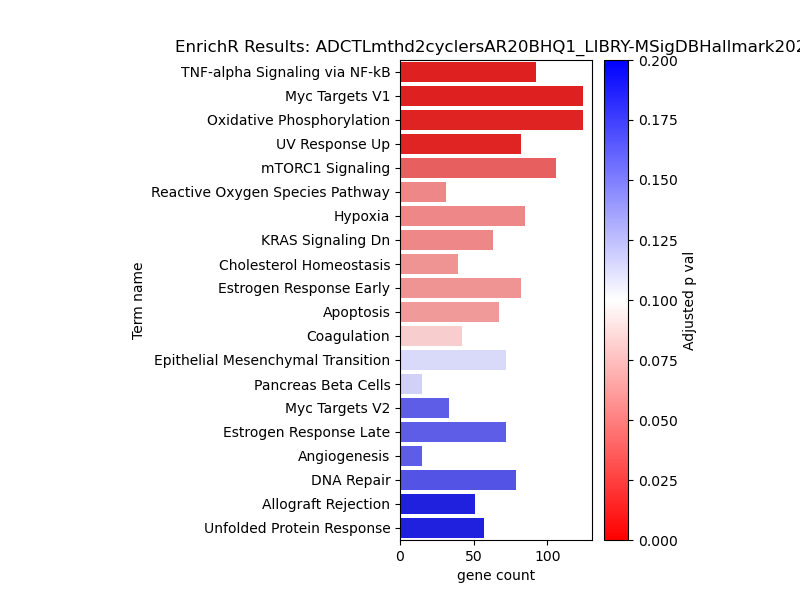 EnrichR Results: ADCTLmthd2cyclersAR20BHQ1_LIBRY-MSigDBHallmark202
TNF-alpha Signaling via NF-kB
Myc Targets V1
Oxidative Phosphorylation
UV Response Up
mTORC1 Signaling
Reactive Oxygen Species Pathway
Hypoxia
KRAS Signaling Dn
Cholesterol Homeostasis
Estrogen Response Early
Apoptosis
Coagulation
Epithelial Mesenchymal Transition
Pancreas Beta Cells
Myc Targets V2
Estrogen Response Late
Angiogenesis
DNA Repair
Allograft Rejection
Unfolded Protein Response
Term name
0 50 100
gene count
0.200
0.175
0.150
0.125
0.100
0.075
0.050
0.025
0.000
Adjusted p val